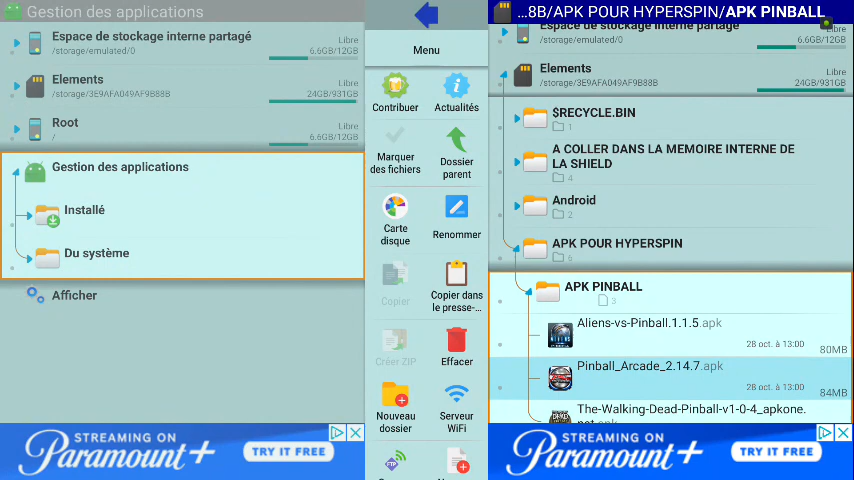 Gestion des applications
Espace de stockage interne partagé
/storage/emulated/0
Libre
6.6GB/12GB
Elements
/storage/3E9AFA049AF9B88B
Libre
24GB/931GB
Root
/
Libre
6.6GB/12GB
Gestion des applications
Installé
Du système
Afficher
STREAMING ON
Paramount+
TRY IT FREE
Menu
Contribuer
Actualités
Marquer
des fichiers
Dossier
parent
Carte
disque
Renommer
Copier
Copier dans
le presse-...
Créer ZIP
Effacer
Nouveau
dossier
Serveur
WiFi
FTP
...8B/APK POUR HYPERSPIN/APK PINBALL
Espace de stockage interne partagé
/storage/emulated/0
Libre
6.6GB/12GB
Elements
/storage/3E9AFA049AF9B88B
Libre
24GB/931GB
$RECYCLE.BIN
1
A COLLER DANS LA MEMOIRE INTERNE DE
LA SHIELD
4
Android
2
APK POUR HYPERSPIN
6
APK PINBALL
3
Aliens-vs-Pinball.1.1.5.apk
28 oct. à 13:00
80MB
Pinball_Arcade_2.14.7.apk
28 oct. à 13:00
84MB
The-Walking-Dead-Pinball-v1-0-4_apkone.
net.apk
STREAMING ON
Paramount+
TRY IT FREE